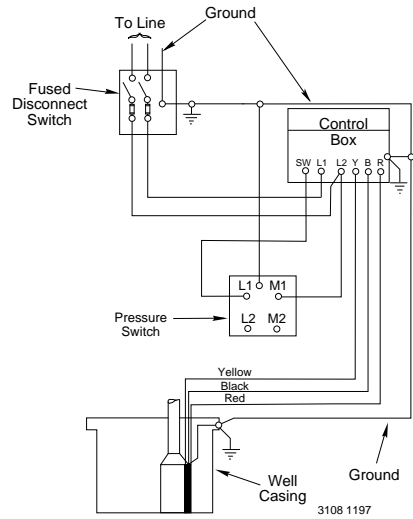 To Line
Ground
Fused
Disconnect
Switch
Control
Box
SW L1 L2 Y B R
L1 M1
Pressure
Switch
L2 M2
Yellow
Black
Red
Well
Casing
Ground
3108 1197